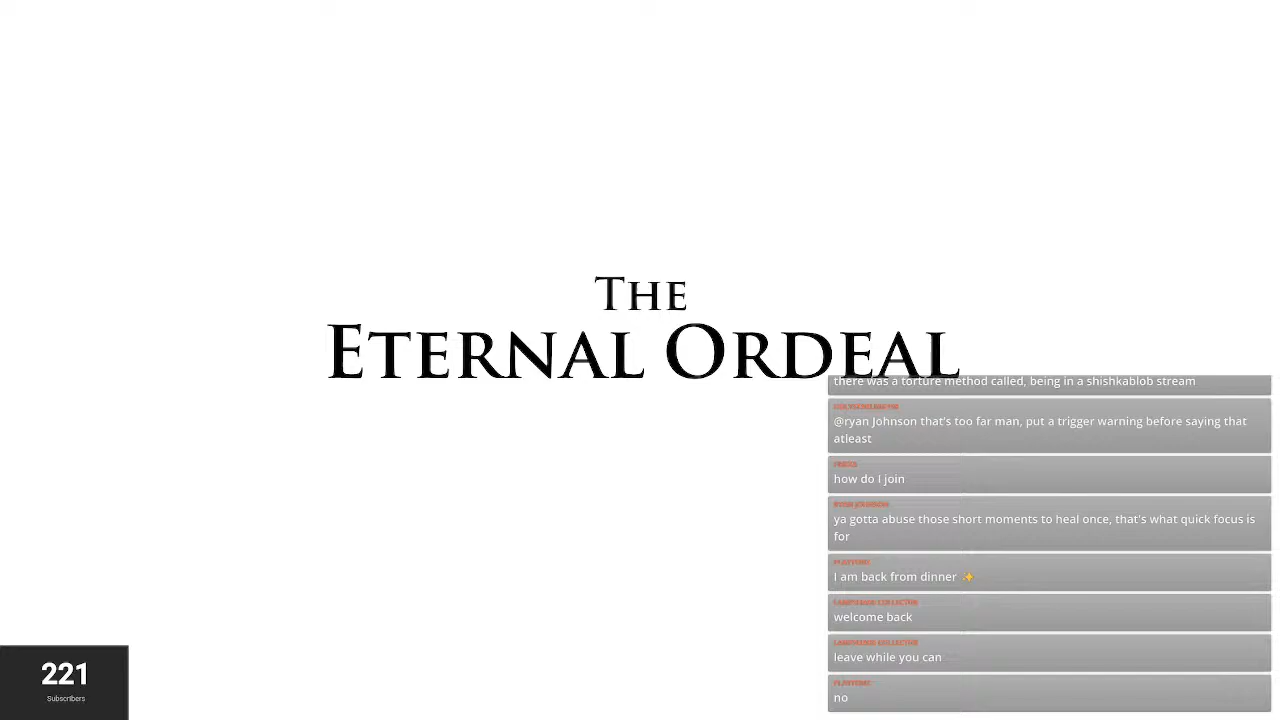 THE
ETERNAL ORDEAL
there was a torture method called, being in a shishkablob stream
@ryan Johnson that's too far man, put a trigger warning before saying that
atleast
how do I join
ya gotta abuse those short moments to heal once, that's what quick focus is
for
I am back from dinner ✨
welcome back
leave while you can
no
221
Subscribers